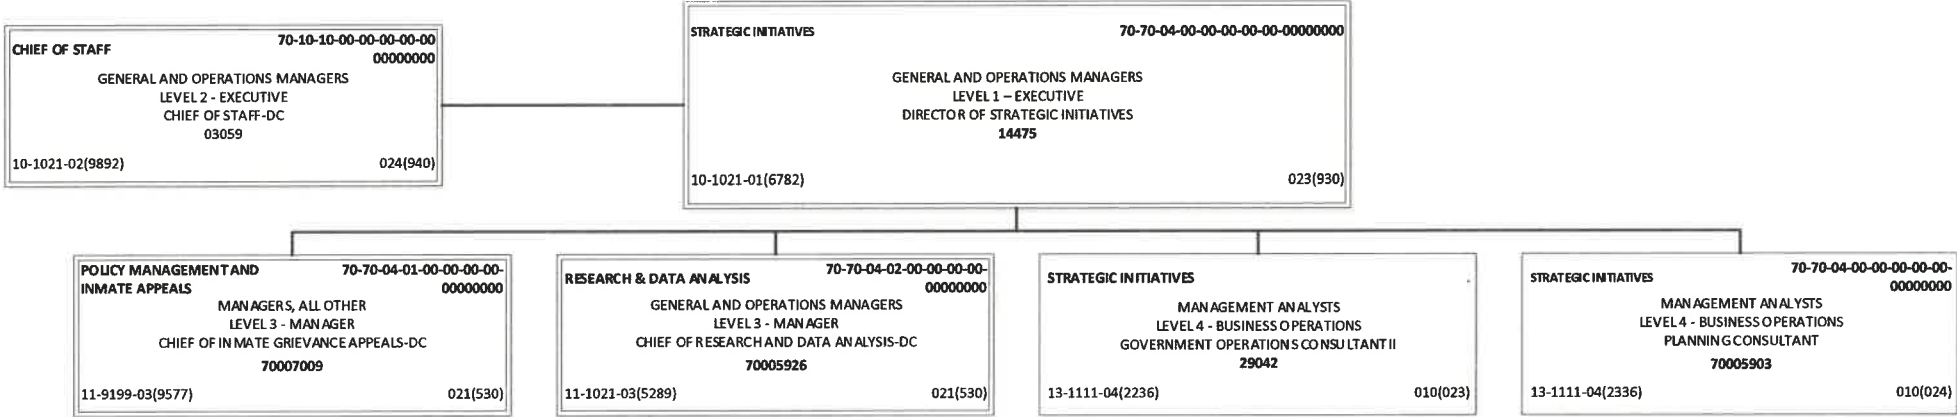 CHIEF OF STAFF
70-10-10-00-00-00-00-00
00000000
GENERAL AND OPERATIONS MANAGERS
LEVEL 2 - EXECUTIVE
CHIEF OF STAFF-DC
03059
10-1021-02(9892)
024(940)
STRATEGIC INITIATIVES
70-70-04-00-00-00-00-00-00000000
GENERAL AND OPERATIONS MANAGERS
LEVEL 1 – EXECUTIVE
DIRECTOR OF STRATEGIC INITIATIVES
14475
10-1021-01(6782)
023(930)
POLICY MANAGEMENT AND
INMATE APPEALS
70-70-04-01-00-00-00-00-
00000000
MANAGERS, ALL OTHER
LEVEL 3 - MANAGER
CHIEF OF INMATE GRIEVANCE APPEALS-DC
70007009
11-9199-03(9577)
021(530)
RESEARCH & DATA ANALYSIS
70-70-04-02-00-00-00-00-
00000000
GENERAL AND OPERATIONS MANAGERS
LEVEL 3 - MANAGER
CHIEF OF RESEARCH AND DATA ANALYSIS-DC
70005926
11-1021-03(5289)
021(530)
STRATEGIC INITIATIVES
MANAGEMENT ANALYSTS
LEVEL 4 - BUSINESS OPERATIONS
GOVERNMENT OPERATIONS CONSULTANT II
29042
13-1111-04(2236)
010(023)
STRATEGIC INITIATIVES
70-70-04-00-00-00-00-00-
00000000
MANAGEMENT ANALYSTS
LEVEL 4 - BUSINESS OPERATIONS
PLANNING CONSULTANT
70005903
13-1111-04(2336)
010(024)